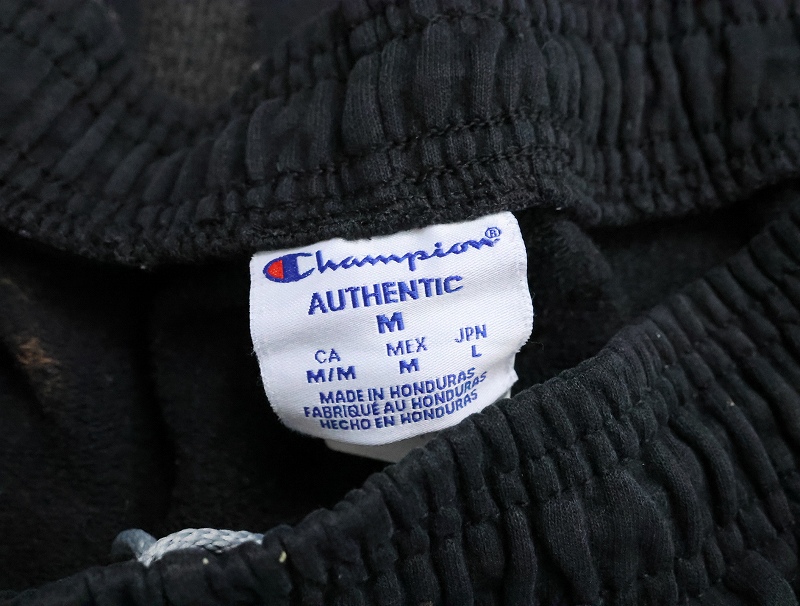 Champion®
AUTHENTIC
M
CA MEX JPN
M/M M L
MADE IN HONDURAS
FABRIQUÉ AU HONDURAS
HECHO EN HONDURAS